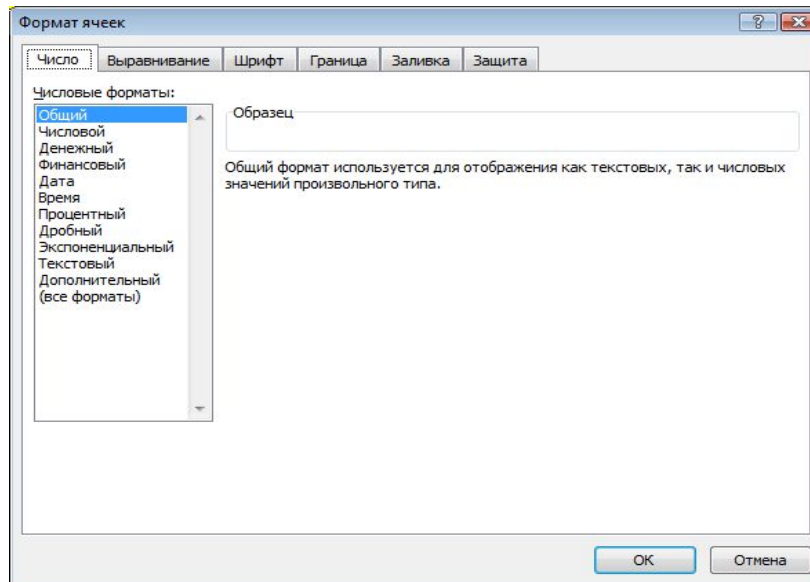 Формат ячеек
Число
Выравнивание
Шрифт
Граница
Заливка
Защита
Числовые форматы:
Общий
Числовой
Денежный
Финансовый
Дата
Время
Процентный
Дробный
Экспоненциальный
Текстовый
Дополнительный
(все форматы)
Образец
Общий формат используется для отображения как текстовых, так и числовых
значений произвольного типа.
ОК
Отмена